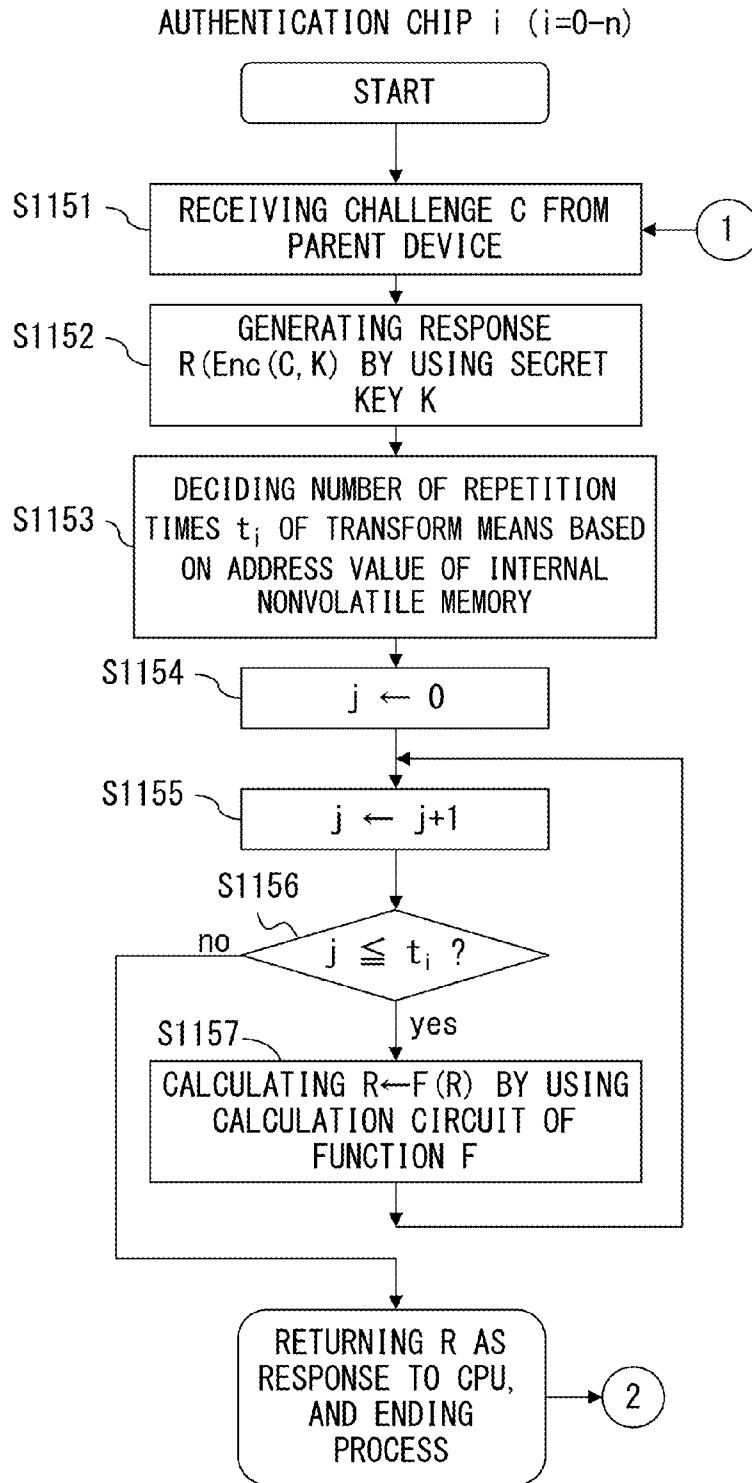 AUTHENTICATION CHIP i (i=0-n)
START
S1151
RECEIVING CHALLENGE C FROM
PARENT DEVICE
1
S1152
GENERATING RESPONSE
R(Enc(C,K) BY USING SECRET
KEY K
S1153
DECIDING NUMBER OF REPETITION
TIMES tᵢ OF TRANSFORM MEANS BASED
ON ADDRESS VALUE OF INTERNAL
NONVOLATILE MEMORY
S1154
j ← 0
S1155
j ← j+1
S1156
no
j ≦ tᵢ ?
yes
S1157
CALCULATING R←F(R) BY USING
CALCULATION CIRCUIT OF
FUNCTION F
RETURNING R AS
RESPONSE TO CPU,
AND ENDING
PROCESS
2